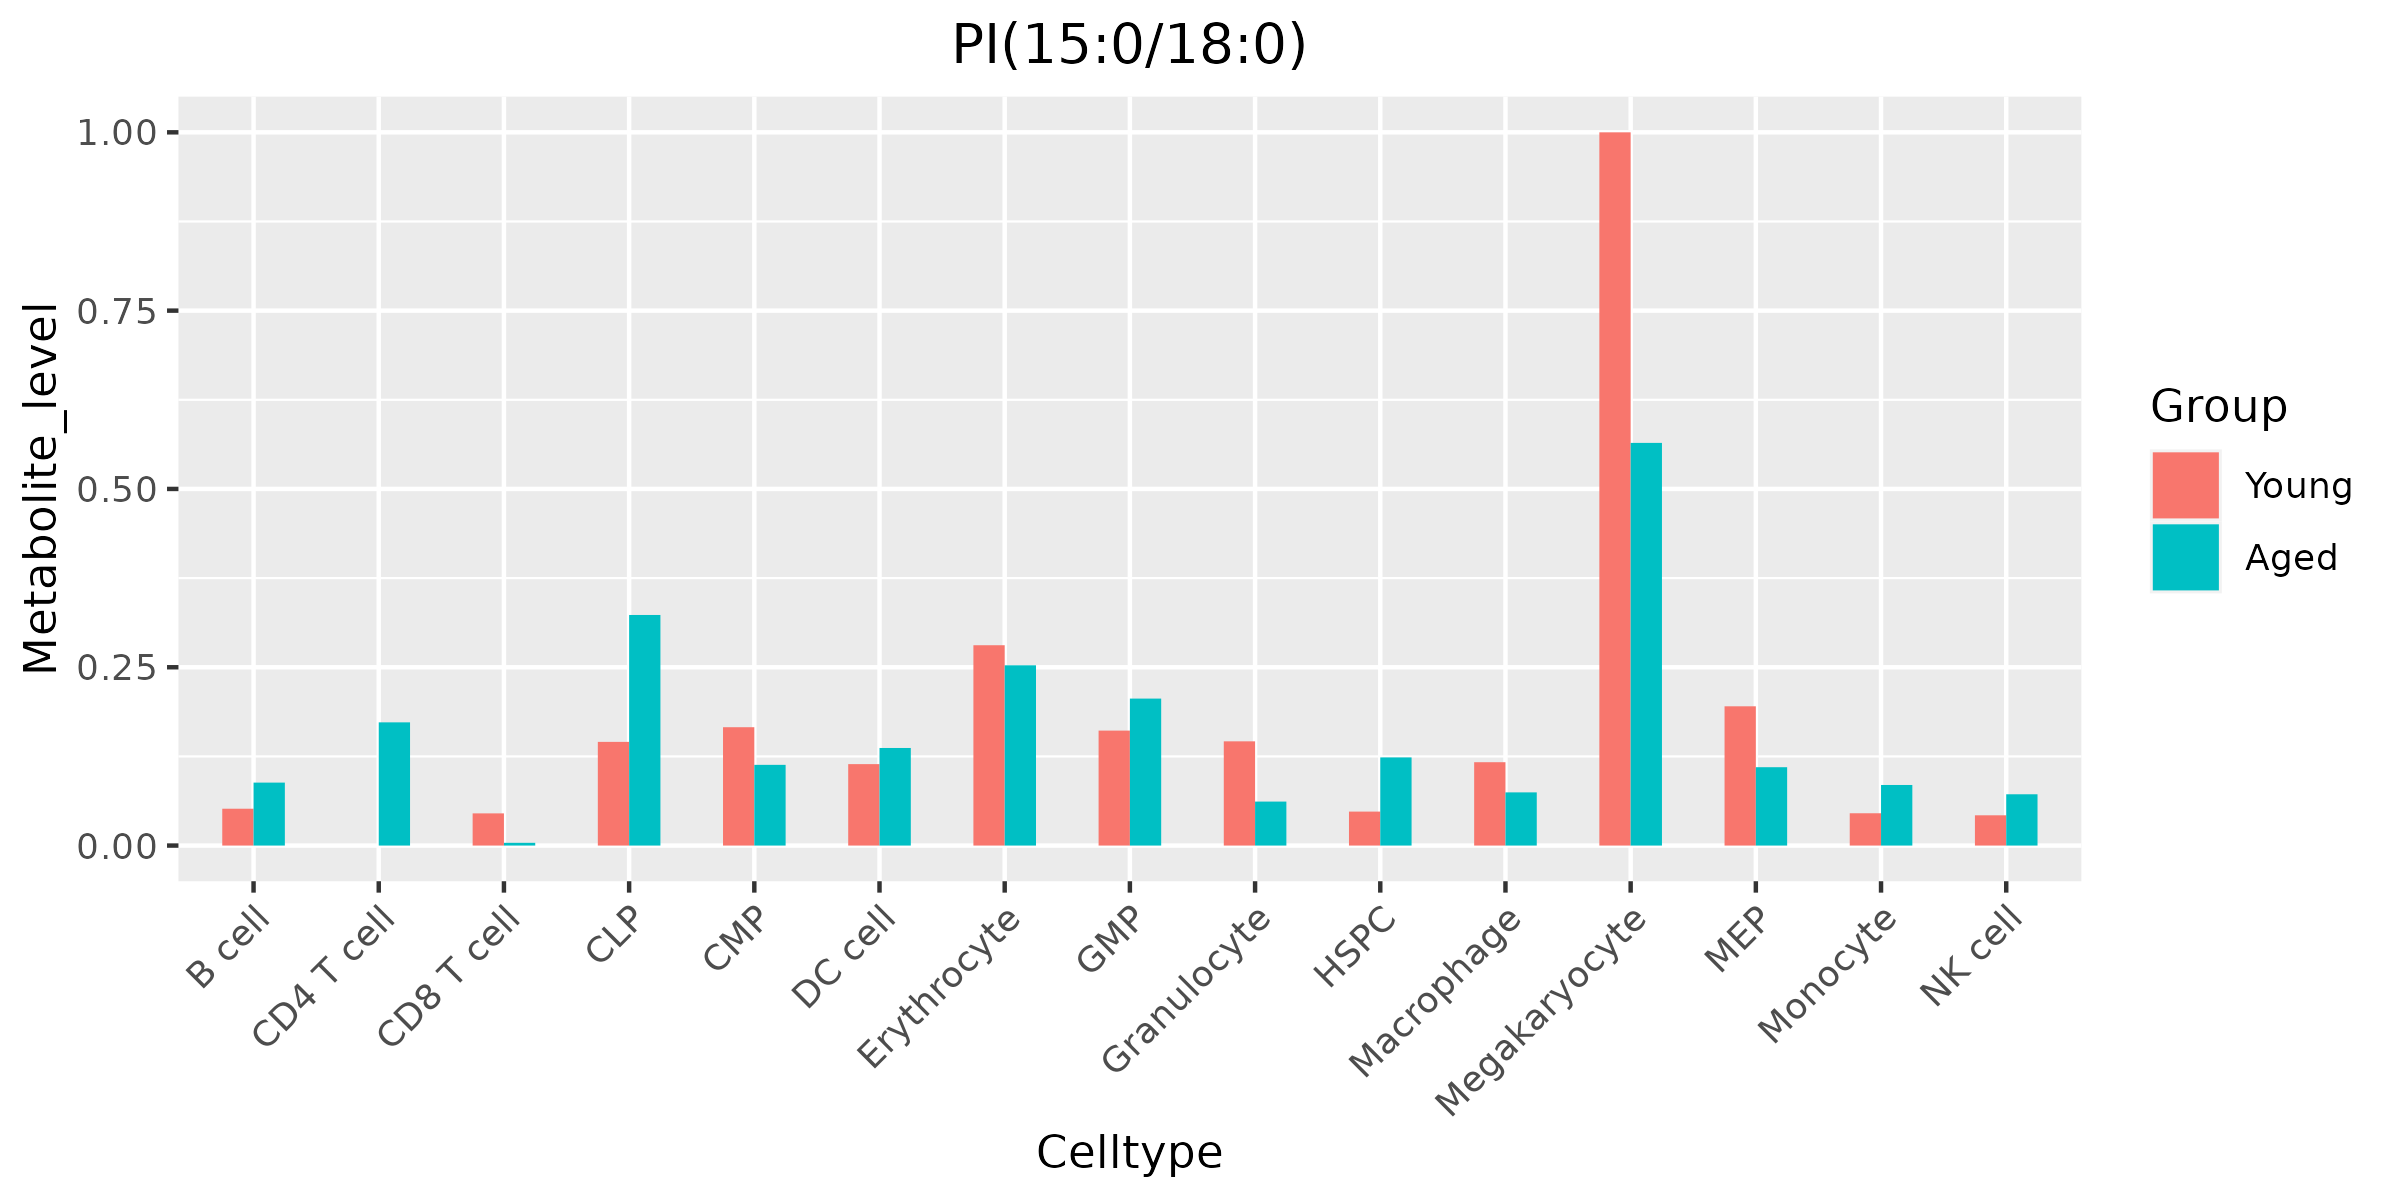 PI(15:0/18:0)
Metabolite_level
1.00
0.75
0.50
0.25
0.00
B cell
CD4 T cell
CD8 T cell
CLP
CMP
DC cell
Erythrocyte
GMP
Granulocyte
HSPC
Macrophage
Megakaryocyte
MEP
Monocyte
NK cell
Celltype
Group
Young
Aged